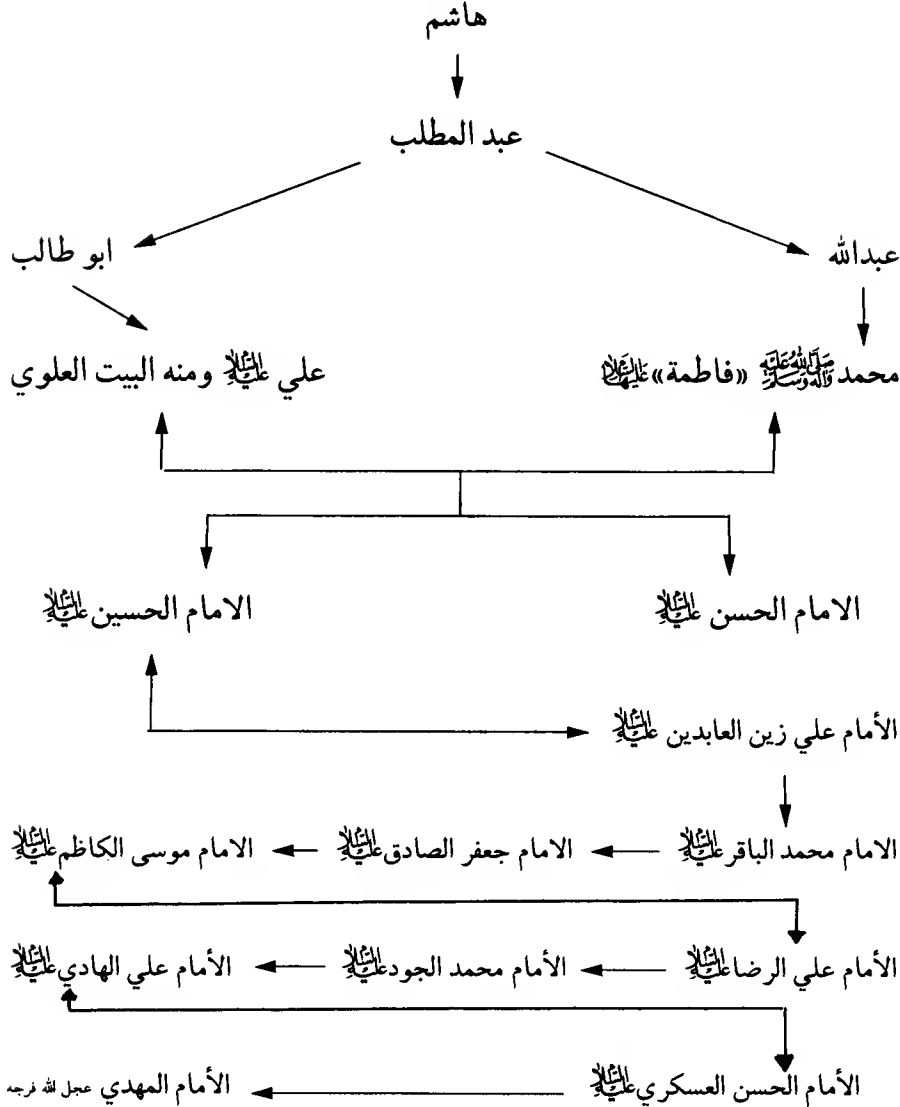 هاشم
عبد المطلب
عبدالله ابو طالب
محمد صلى الله عليه وآله وسلم «فاطمة» عليها السلام علي عليه السلام ومنه البيت العلوي
الامام الحسن عليه السلام الامام الحسين عليه السلام
الأمام علي زين العابدين عليه السلام
الامام محمد الباقر عليه السلام الامام جعفر الصادق عليه السلام الامام موسى الكاظم عليه السلام
الأمام علي الرضا عليه السلام الأمام محمد الجود عليه السلام الأمام علي الهادي عليه السلام
الأمام الحسن العسكري عليه السلام الأمام المهدي عجل لله فرجه